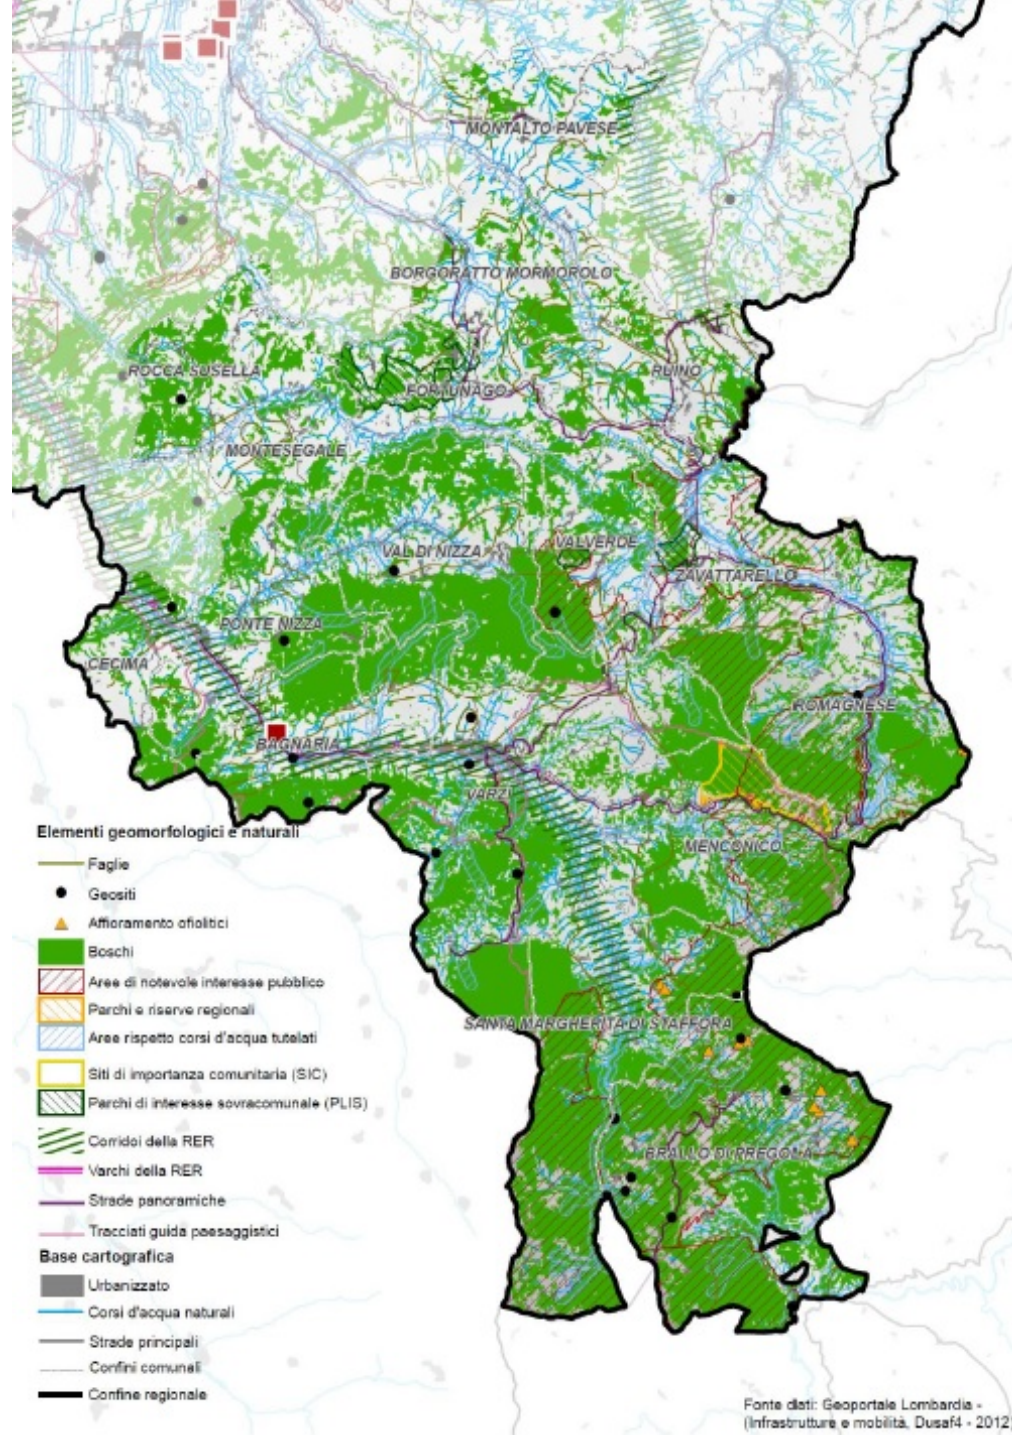 MONTALTO PAVESE
BORGORATTO MORMOROLO
ROCCA SUSELLA
FORTUNAGO
RUINO
MONTESEGALE
VAL DI NIZZA
VALVERDE
ZAVATTARELLO
PONTE NIZZA
CECIMA
ROMAGNESE
BAGNARIA
VARZI
MENCONICO
SANTA MARGHERITA DI STAFFORA
BRALLO DI PREGOLA
Elementi geomorfologici e naturali
Faglie
Geositi
Affioramento ofiolitici
Boschi
Aree di notevole interesse pubblico
Parchi e riserve regionali
Aree rispetto corsi d'acqua tutelati
Siti di importanza comunitaria (SIC)
Parchi di interesse sovracomunale (PLIS)
Corridoi della RER
Varchi della RER
Strade panoramiche
Tracciati guida paesaggistici
Base cartografica
Urbanizzato
Corsi d'acqua naturali
Strade principali
Confini comunali
Confine regionale
Fonte dati: Geoportale Lombardia -
(Infrastrutture e mobilità, Dusaf4 - 2012)